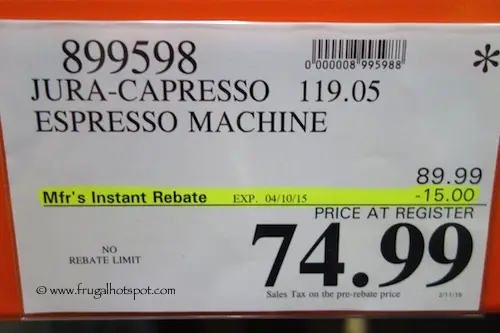 899598
0"000008"995988"
*
JURA-CAPRESSO 119.05
ESPRESSO MACHINE
89.99
Mfr's Instant Rebate EXP. 04/10/15 -15.00
PRICE AT REGISTER
74.99
NO
REBATE LIMIT
Sales Tax on the pre-rebate price
© www.frugalhotspot.com